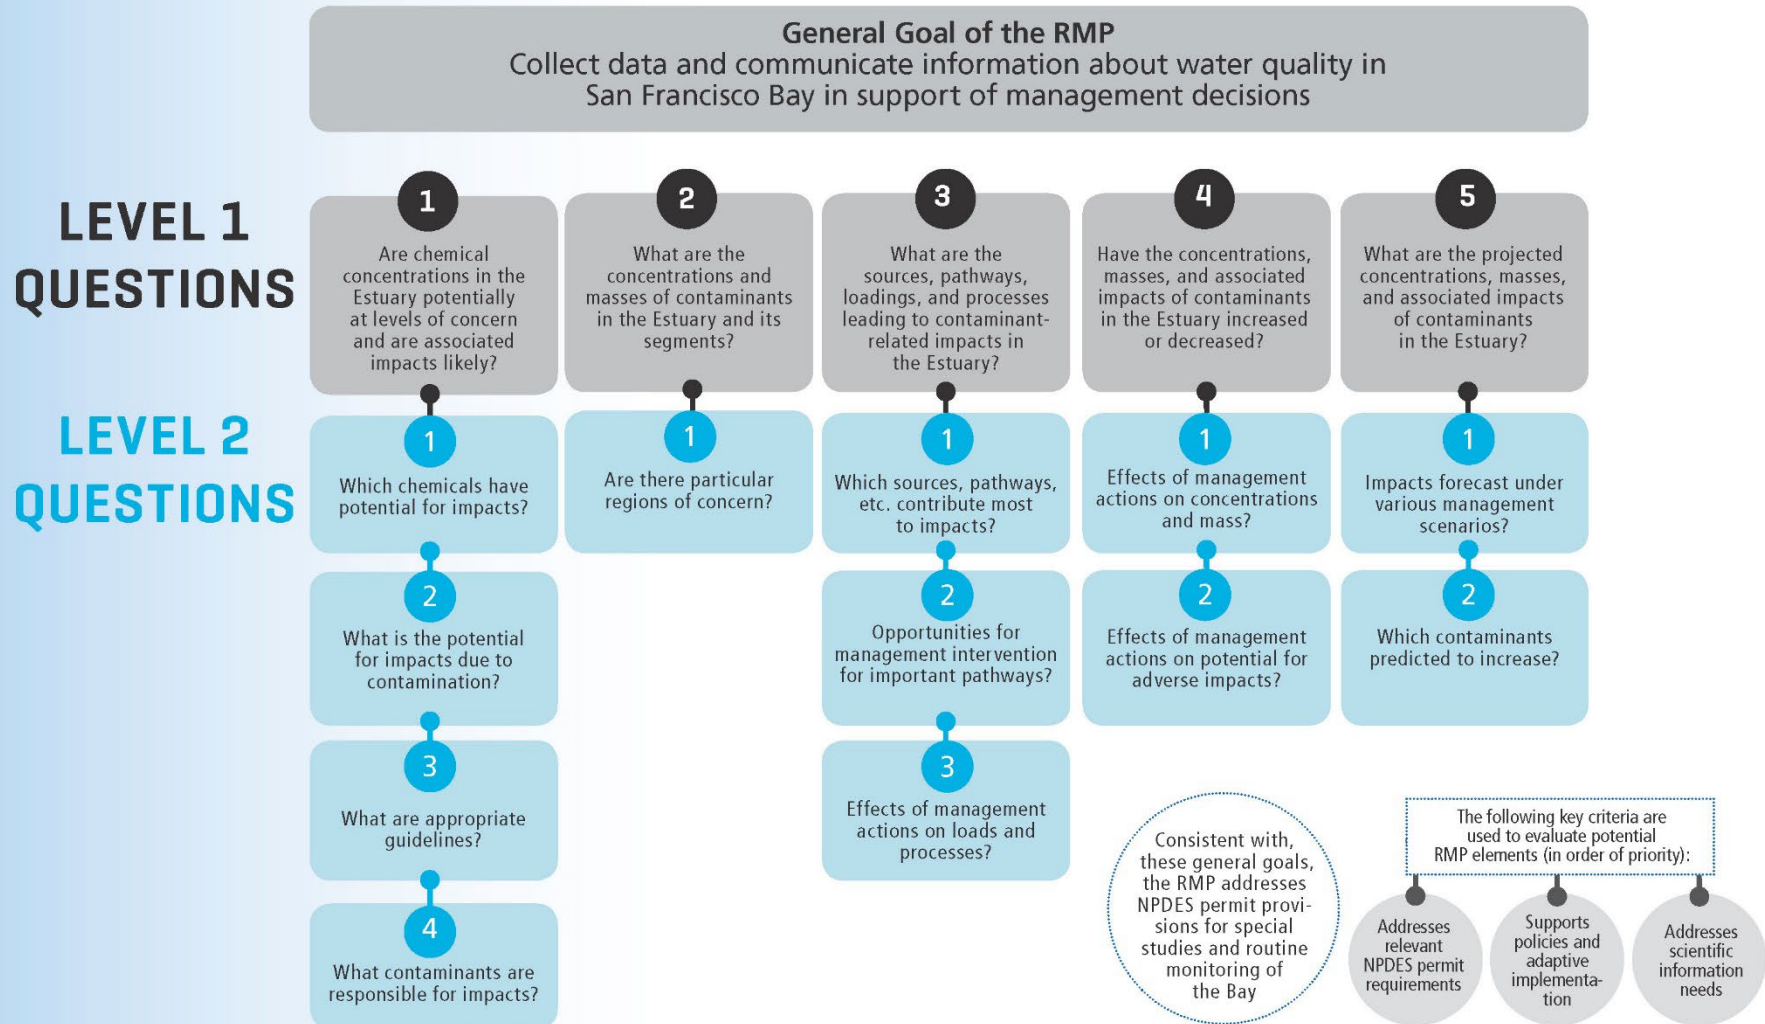 General Goal of the RMP
Collect data and communicate information about water quality in
San Francisco Bay in support of management decisions
LEVEL 1
QUESTIONS
1
Are chemical
concentrations in the
Estuary potentially
at levels of concern
and are associated
impacts likely?
2
What are the
concentrations and
masses of contaminants
in the Estuary and its
segments?
3
What are the
sources, pathways,
loadings, and processes
leading to contaminant-
related impacts in
the Estuary?
4
Have the concentrations,
masses, and associated
impacts of contaminants
in the Estuary increased
or decreased?
5
What are the projected
concentrations, masses,
and associated impacts
of contaminants
in the Estuary?
LEVEL 2
QUESTIONS
1
Which chemicals have
potential for impacts?
2
What is the potential
for impacts due to
contamination?
3
What are appropriate
guidelines?
4
What contaminants are
responsible for impacts?
1
Are there particular
regions of concern?
1
Which sources, pathways,
etc. contribute most
to impacts?
2
Opportunities for
management intervention
for important pathways?
3
Effects of management
actions on loads and
processes?
1
Effects of management
actions on concentrations
and mass?
2
Effects of management
actions on potential for
adverse impacts?
1
Impacts forecast under
various management
scenarios?
2
Which contaminants
predicted to increase?
Consistent with,
these general goals,
the RMP addresses
NPDES permit provi-
sions for special
studies and routine
monitoring of
the Bay
The following key criteria are
used to evaluate potential
RMP elements (in order of priority):
Addresses
relevant
NPDES permit
requirements
Supports
policies and
adaptive
implementa-
tion
Addresses
scientific
information
needs